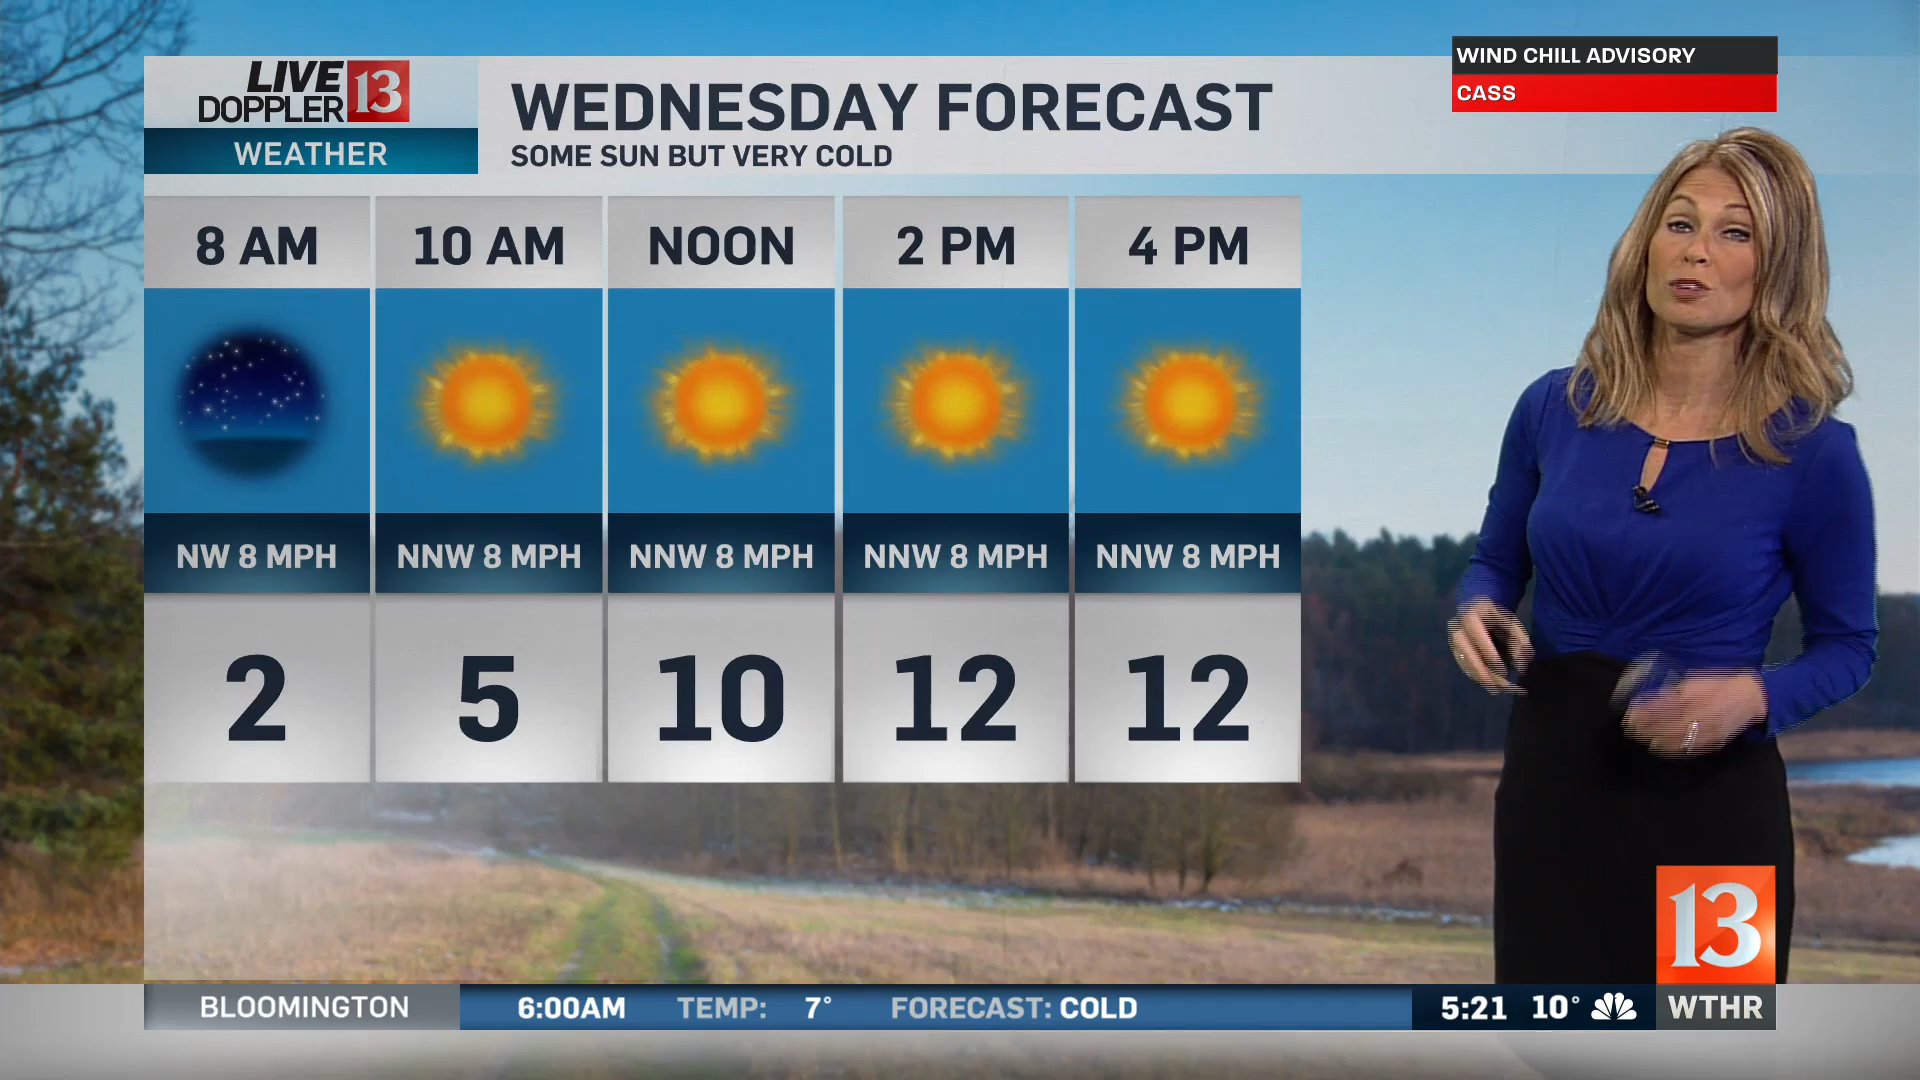 LIVE
DOPPLER 13
WEATHER
WEDNESDAY FORECAST
SOME SUN BUT VERY COLD
WIND CHILL ADVISORY
CASS
8 AM 10 AM NOON 2 PM 4 PM
NW 8 MPH NNW 8 MPH NNW 8 MPH NNW 8 MPH NNW 8 MPH
2 5 10 12 12
13
BLOOMINGTON 6:00AM TEMP: 7° FORECAST: COLD 5:21 10° WTHR